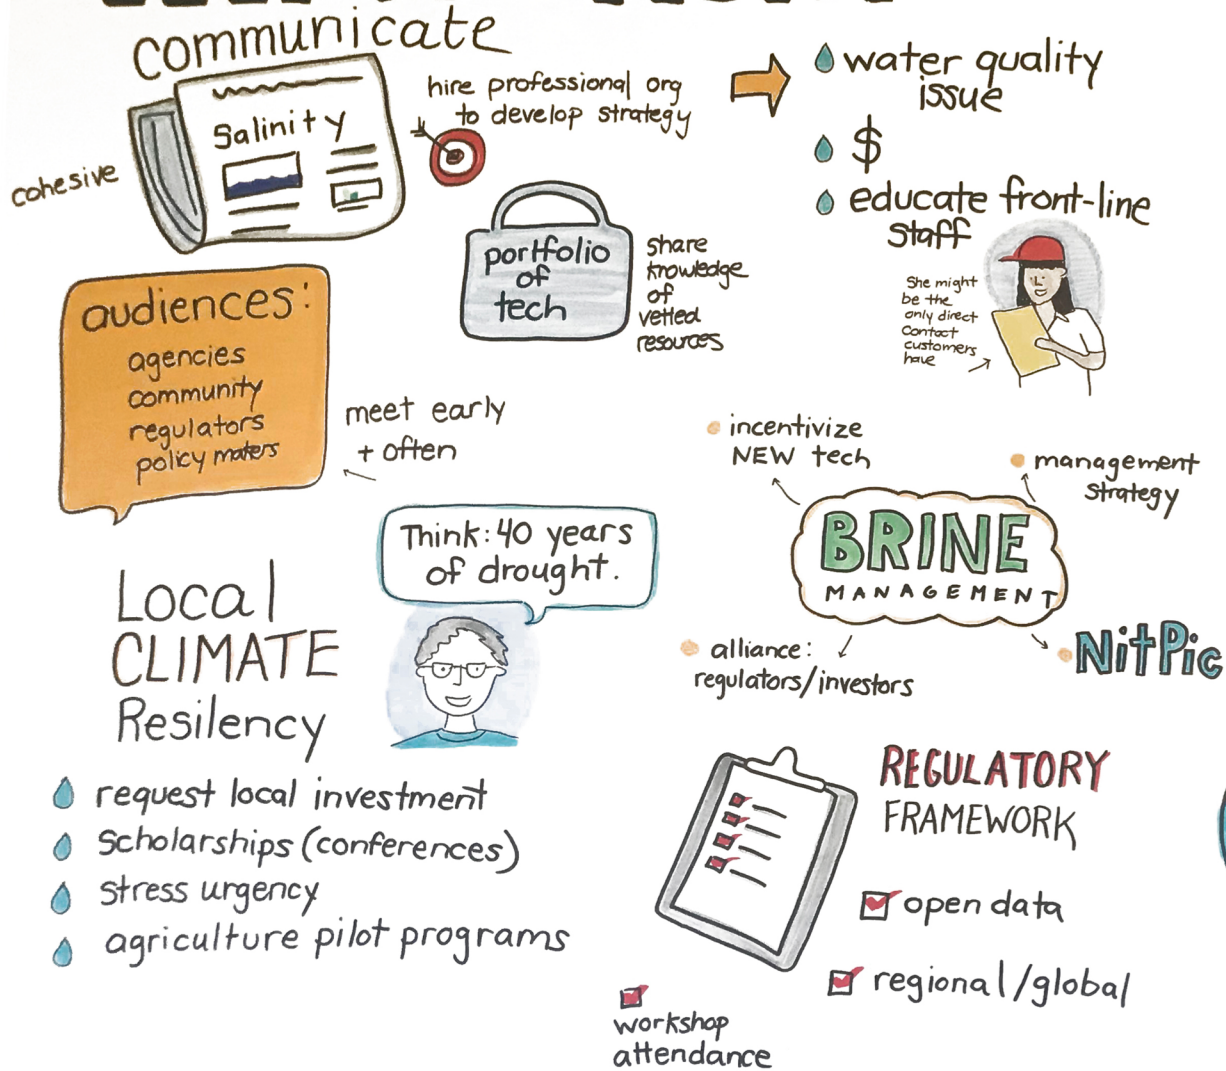 communicate
cohesive
Salinity
hire professional org
to develop strategy
water quality
issue
$
educate front-line
staff
She might
be the
only direct
contact
customers
have
portfolio
of
tech
share
knowledge
of
vetted
resources
audiences:
agencies
community
regulators
policy maters
meet early
+ often
Think: 40 years
of drought.
Local
CLIMATE
Resilency
request local investment
Scholarships (conferences)
stress urgency
agriculture pilot programs
incentivize
NEW tech
management
strategy
BRINE
MANAGEMENT
alliance:
regulators/investors
NitPic
REGULATORY
FRAMEWORK
open data
regional/global
workshop
attendance